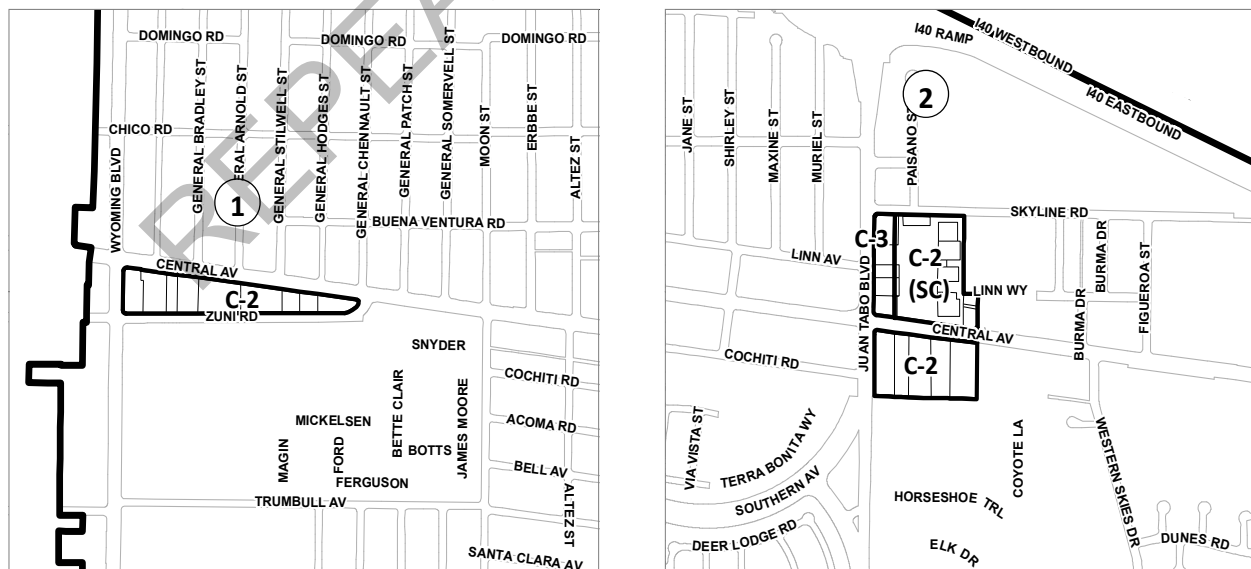 DOMINGO RD
DOMINGO RD
DOMINGO RD
GENERAL BRADLEY ST
ERAL ARNOLD ST
GENERAL STILWELL ST
GENERAL HODGES ST
GENERAL CHENNAULT ST
GENERAL PATCH ST
GENERAL SOMERVELL ST
MOON ST
ERBBE ST
ALTEZ ST
CHICO RD
WYOMING BLVD
REPEA
1
BUENA VENTURA RD
CENTRAL AV
C-2
ZUNI RD
SNYDER
COCHITI RD
BETTE CLAIR
JAMES MOORE
MICKELSEN
ACOMA RD
MAGIN
FORD
BOTTS
FERGUSON
BELL AV
TRUMBULL AV
ALTEZ ST
SANTA CLARA AV
I40 RAMP
I40 WESTBOUND
I40 EASTBOUND
2
JANE ST
SHIRLEY ST
MAXINE ST
MURIEL ST
PAISANO S
SKYLINE RD
C-3
LINN AV
JUAN TABO BLVD
C-2
(SC)
LINN WY
BURMA DR
BURMA DR
FIGUEROA ST
CENTRAL AV
COCHITI RD
C-2
VIA VISTA ST
TERRA BONITA WY
SOUTHERN AV
DEER LODGE RD
COYOTE LA
HORSESHOE TRL
WESTERN SKIES DR
ELK DR
DUNES RD